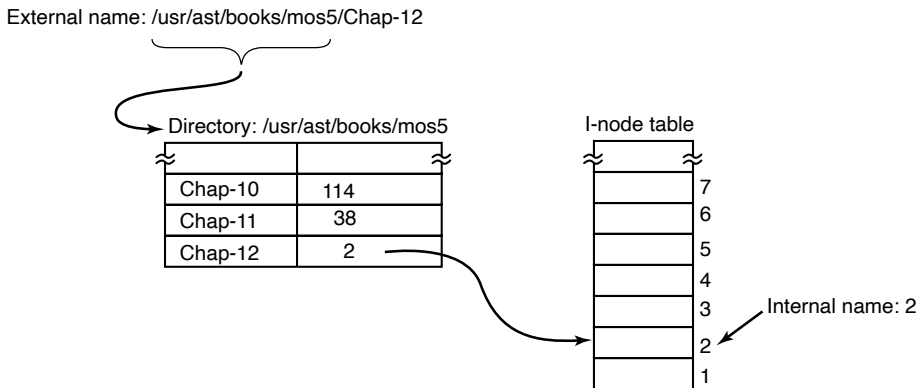 External name: /usr/ast/books/mos5/Chap-12
Directory: /usr/ast/books/mos5
Chap-10 114
Chap-11 38
Chap-12 2
I-node table
7
6
5
4
3
2
1
Internal name: 2